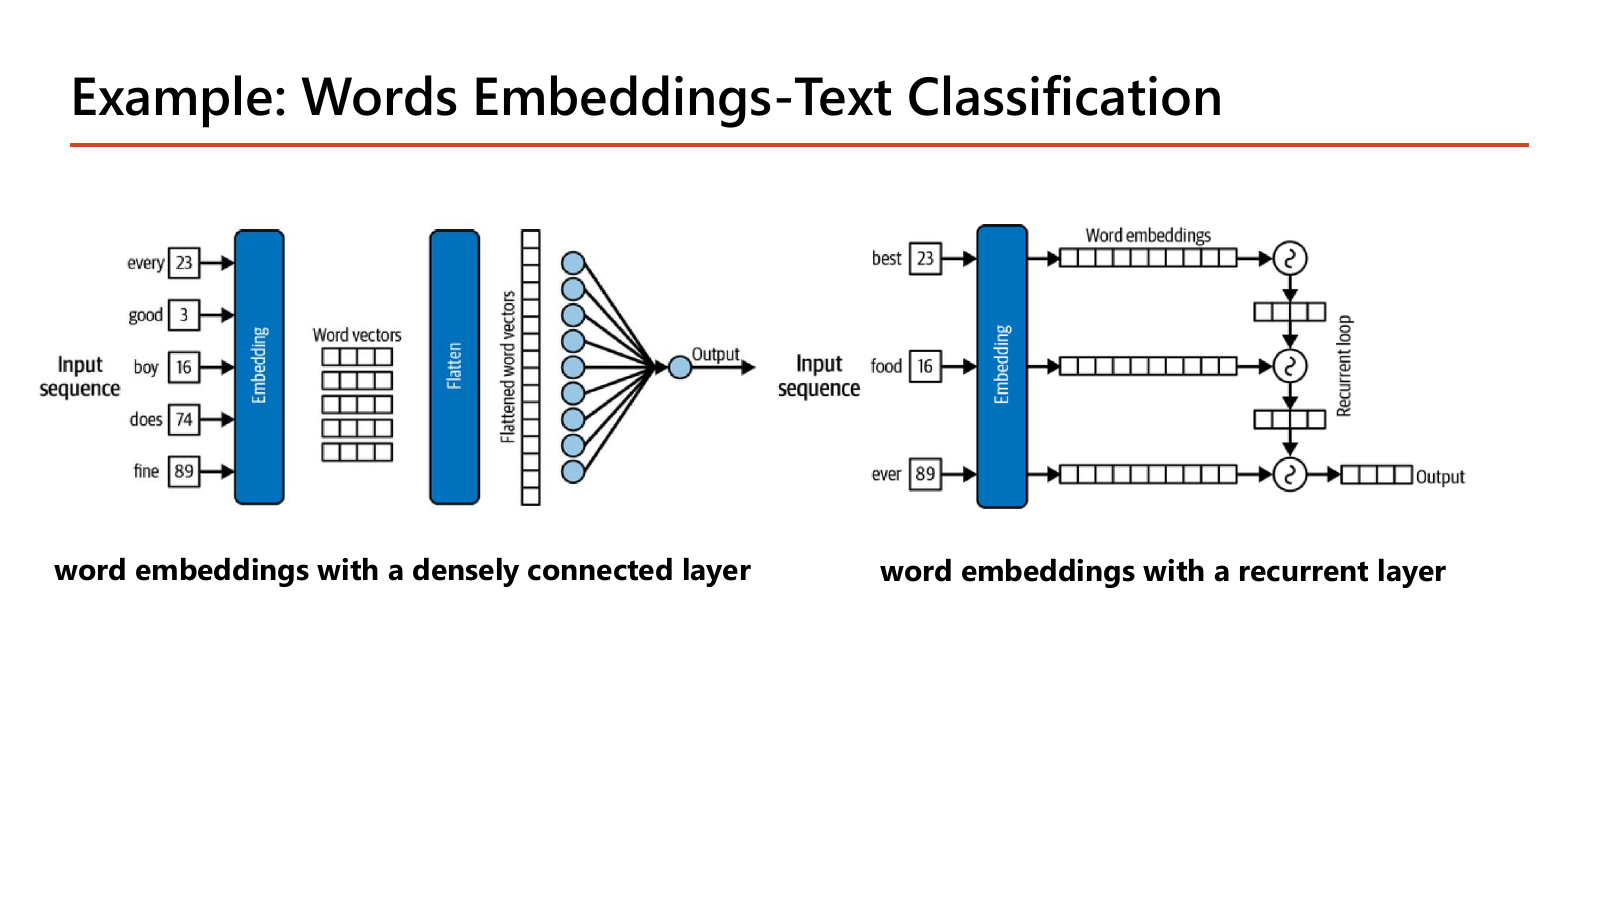 Example: Words Embeddings-Text Classification
Input
sequence
every 23
good 3
boy 16
does 74
fine 89
Embedding
Word vectors
Flatten
Flattened word vectors
Output
word embeddings with a densely connected layer
Input
sequence
best 23
food 16
ever 89
Embedding
Word embeddings
Recurrent loop
Output
word embeddings with a recurrent layer